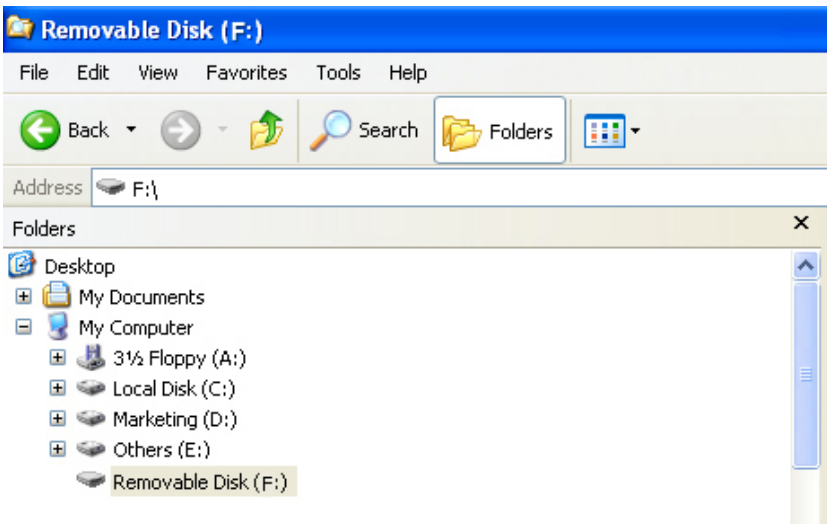 Removable Disk (F:)
File Edit View Favorites Tools Help
Back Search Folders
Address F:\
Folders
Desktop
My Documents
My Computer
3½ Floppy (A:)
Local Disk (C:)
Marketing (D:)
Others (E:)
Removable Disk (F:)